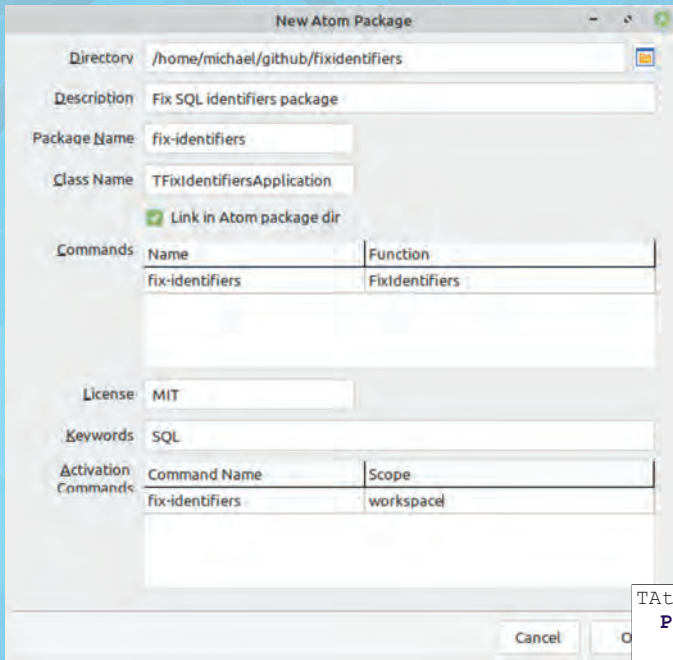 New Atom Package
Directory /home/michael/github/fixidentifiers
Description Fix SQL identifiers package
Package Name fix-identifiers
Class Name TFixIdentifiersApplication
Link in Atom package dir
Commands Name Function
fix-identifiers FixIdentifiers
License MIT
Keywords SQL
Activation Commands Command Name Scope
fix-identifiers workspace
Cancel O
TAt
P